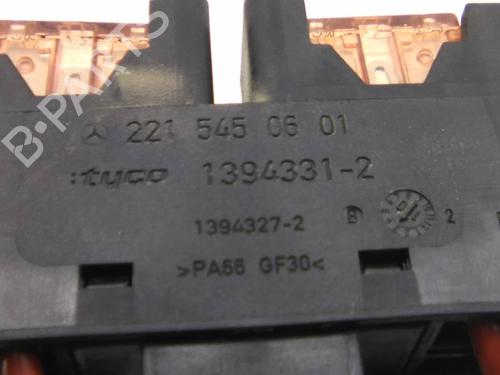 221 545 06 01
:tyco 1394331-2
1394327-2 B 2
>PA66 GF30<
B-PARTS